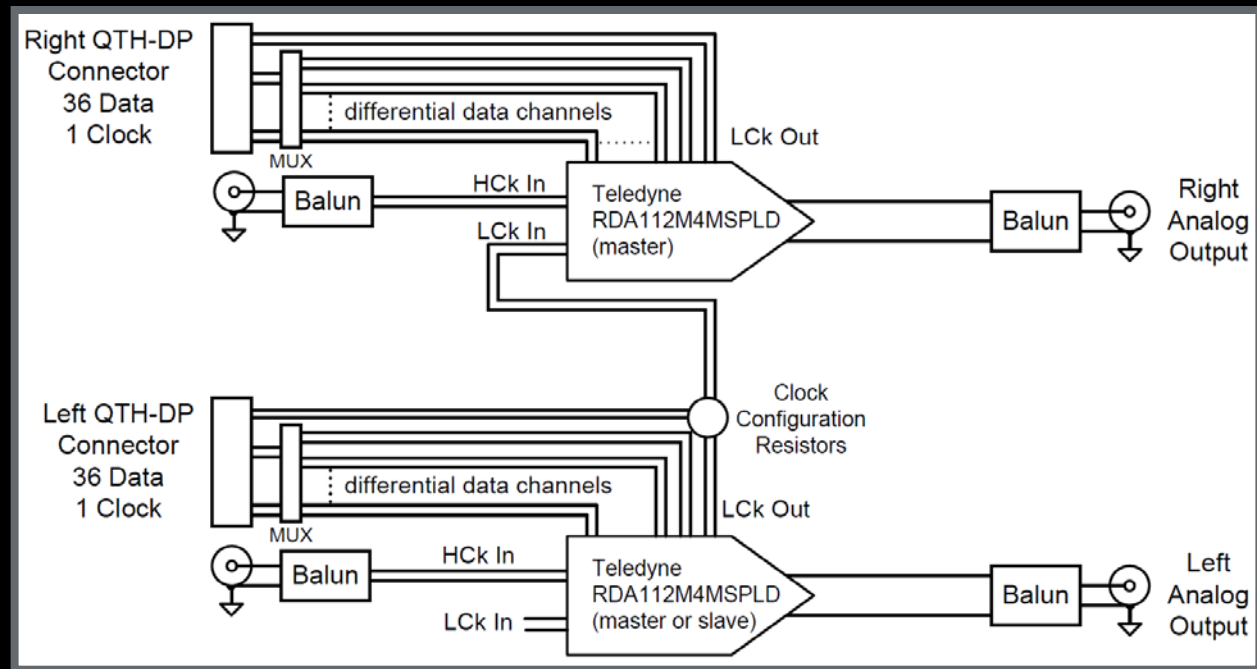 Right QTH-DP
Connector
36 Data
1 Clock
differential data channels
MUX
LCk Out
Balun
HCk In
LCk In
Teledyne
RDA112M4MSPLD
(master)
Balun
Right
Analog
Output
Left QTH-DP
Connector
36 Data
1 Clock
Clock
Configuration
Resistors
differential data channels
MUX
LCk Out
Balun
HCk In
LCk In
Teledyne
RDA112M4MSPLD
(master or slave)
Balun
Left
Analog
Output